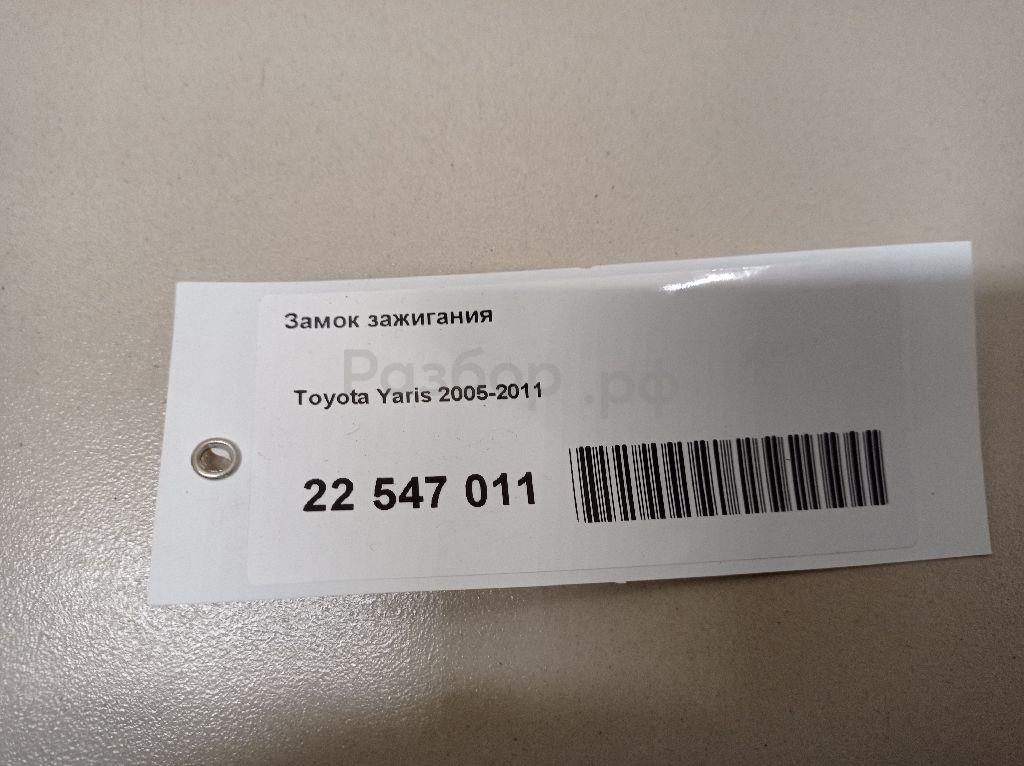 Замок зажигания
Разбор.рф
Toyota Yaris 2005-2011
22 547 011